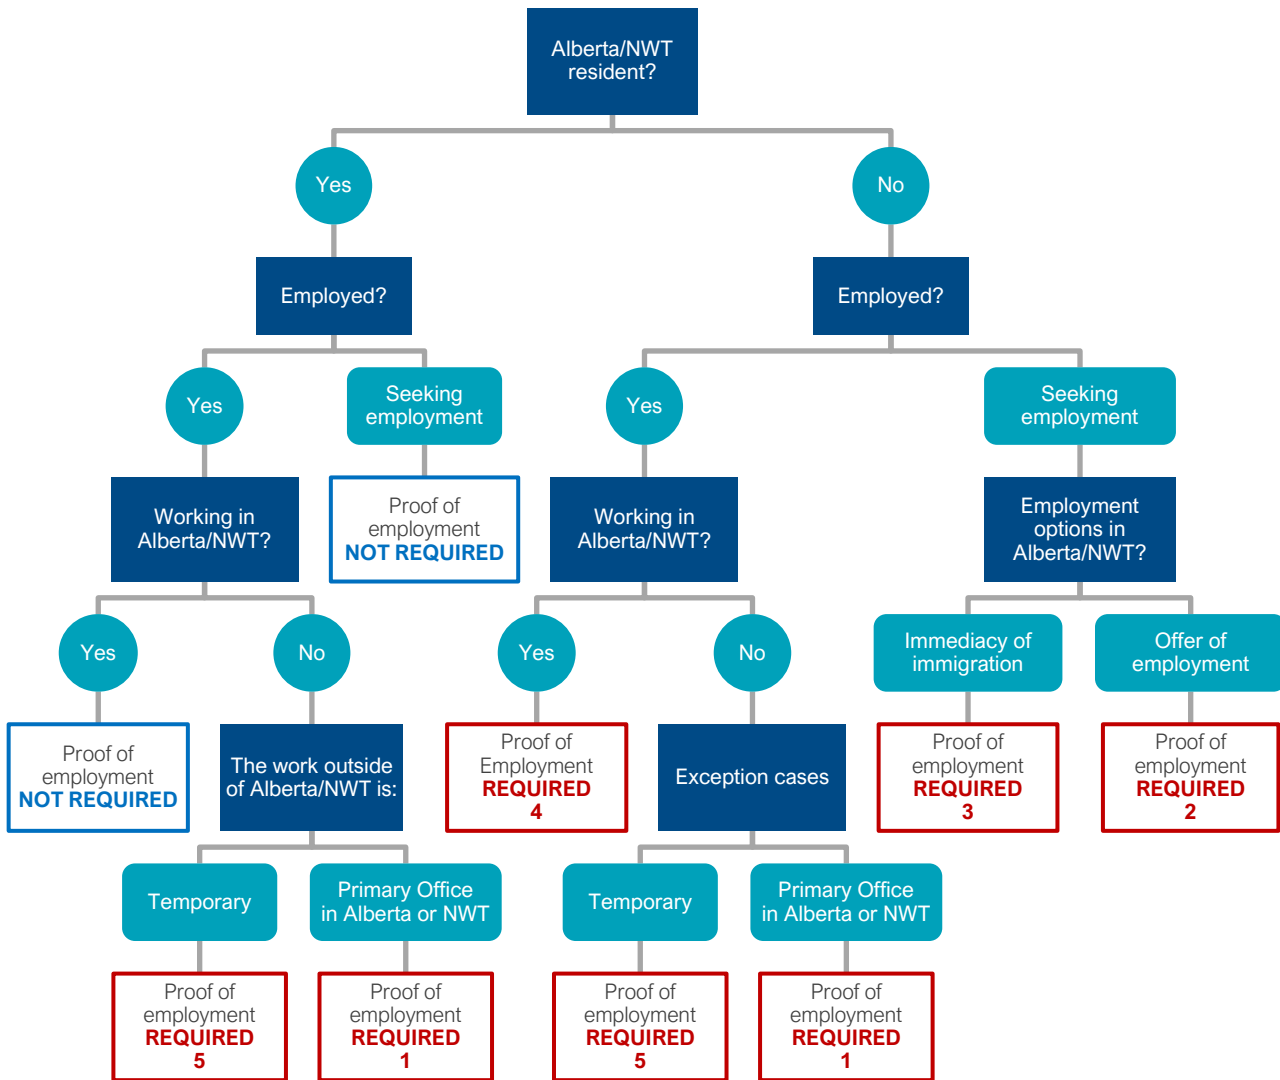 Alberta/NWT
resident?
Yes
No
Employed?
Employed?
Yes
Seeking
employment
Yes
Seeking
employment
Working in
Alberta/NWT?
Proof of
employment
NOT REQUIRED
Working in
Alberta/NWT?
Employment
options in
Alberta/NWT?
Yes
No
Yes
No
Immediacy of
immigration
Offer of
employment
Proof of
employment
NOT REQUIRED
The work outside
of Alberta/NWT is:
Proof of
Employment
REQUIRED
4
Exception cases
Proof of
employment
REQUIRED
3
Proof of
employment
REQUIRED
2
Temporary
Primary Office
in Alberta or NWT
Temporary
Primary Office
in Alberta or NWT
Proof of
employment
REQUIRED
5
Proof of
employment
REQUIRED
1
Proof of
employment
REQUIRED
5
Proof of
employment
REQUIRED
1